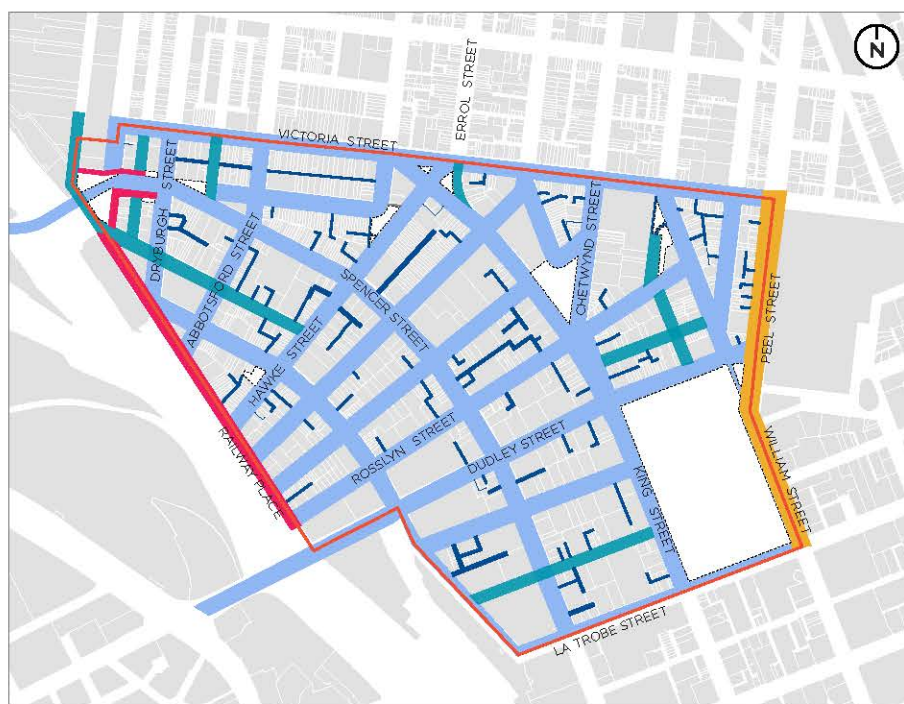 N
ERROL STREET
VICTORIA STREET
DRYBURGH STREET
ABBOTSFORD STREET
SPENCER STREET
CHETWYND STREET
PEEL STREET
HAWKE STREET
RAILWAY PLACE
ROSSLYN STREET
DUDLEY STREET
KING STREET
WILLIAM STREET
LA TROBE STREET